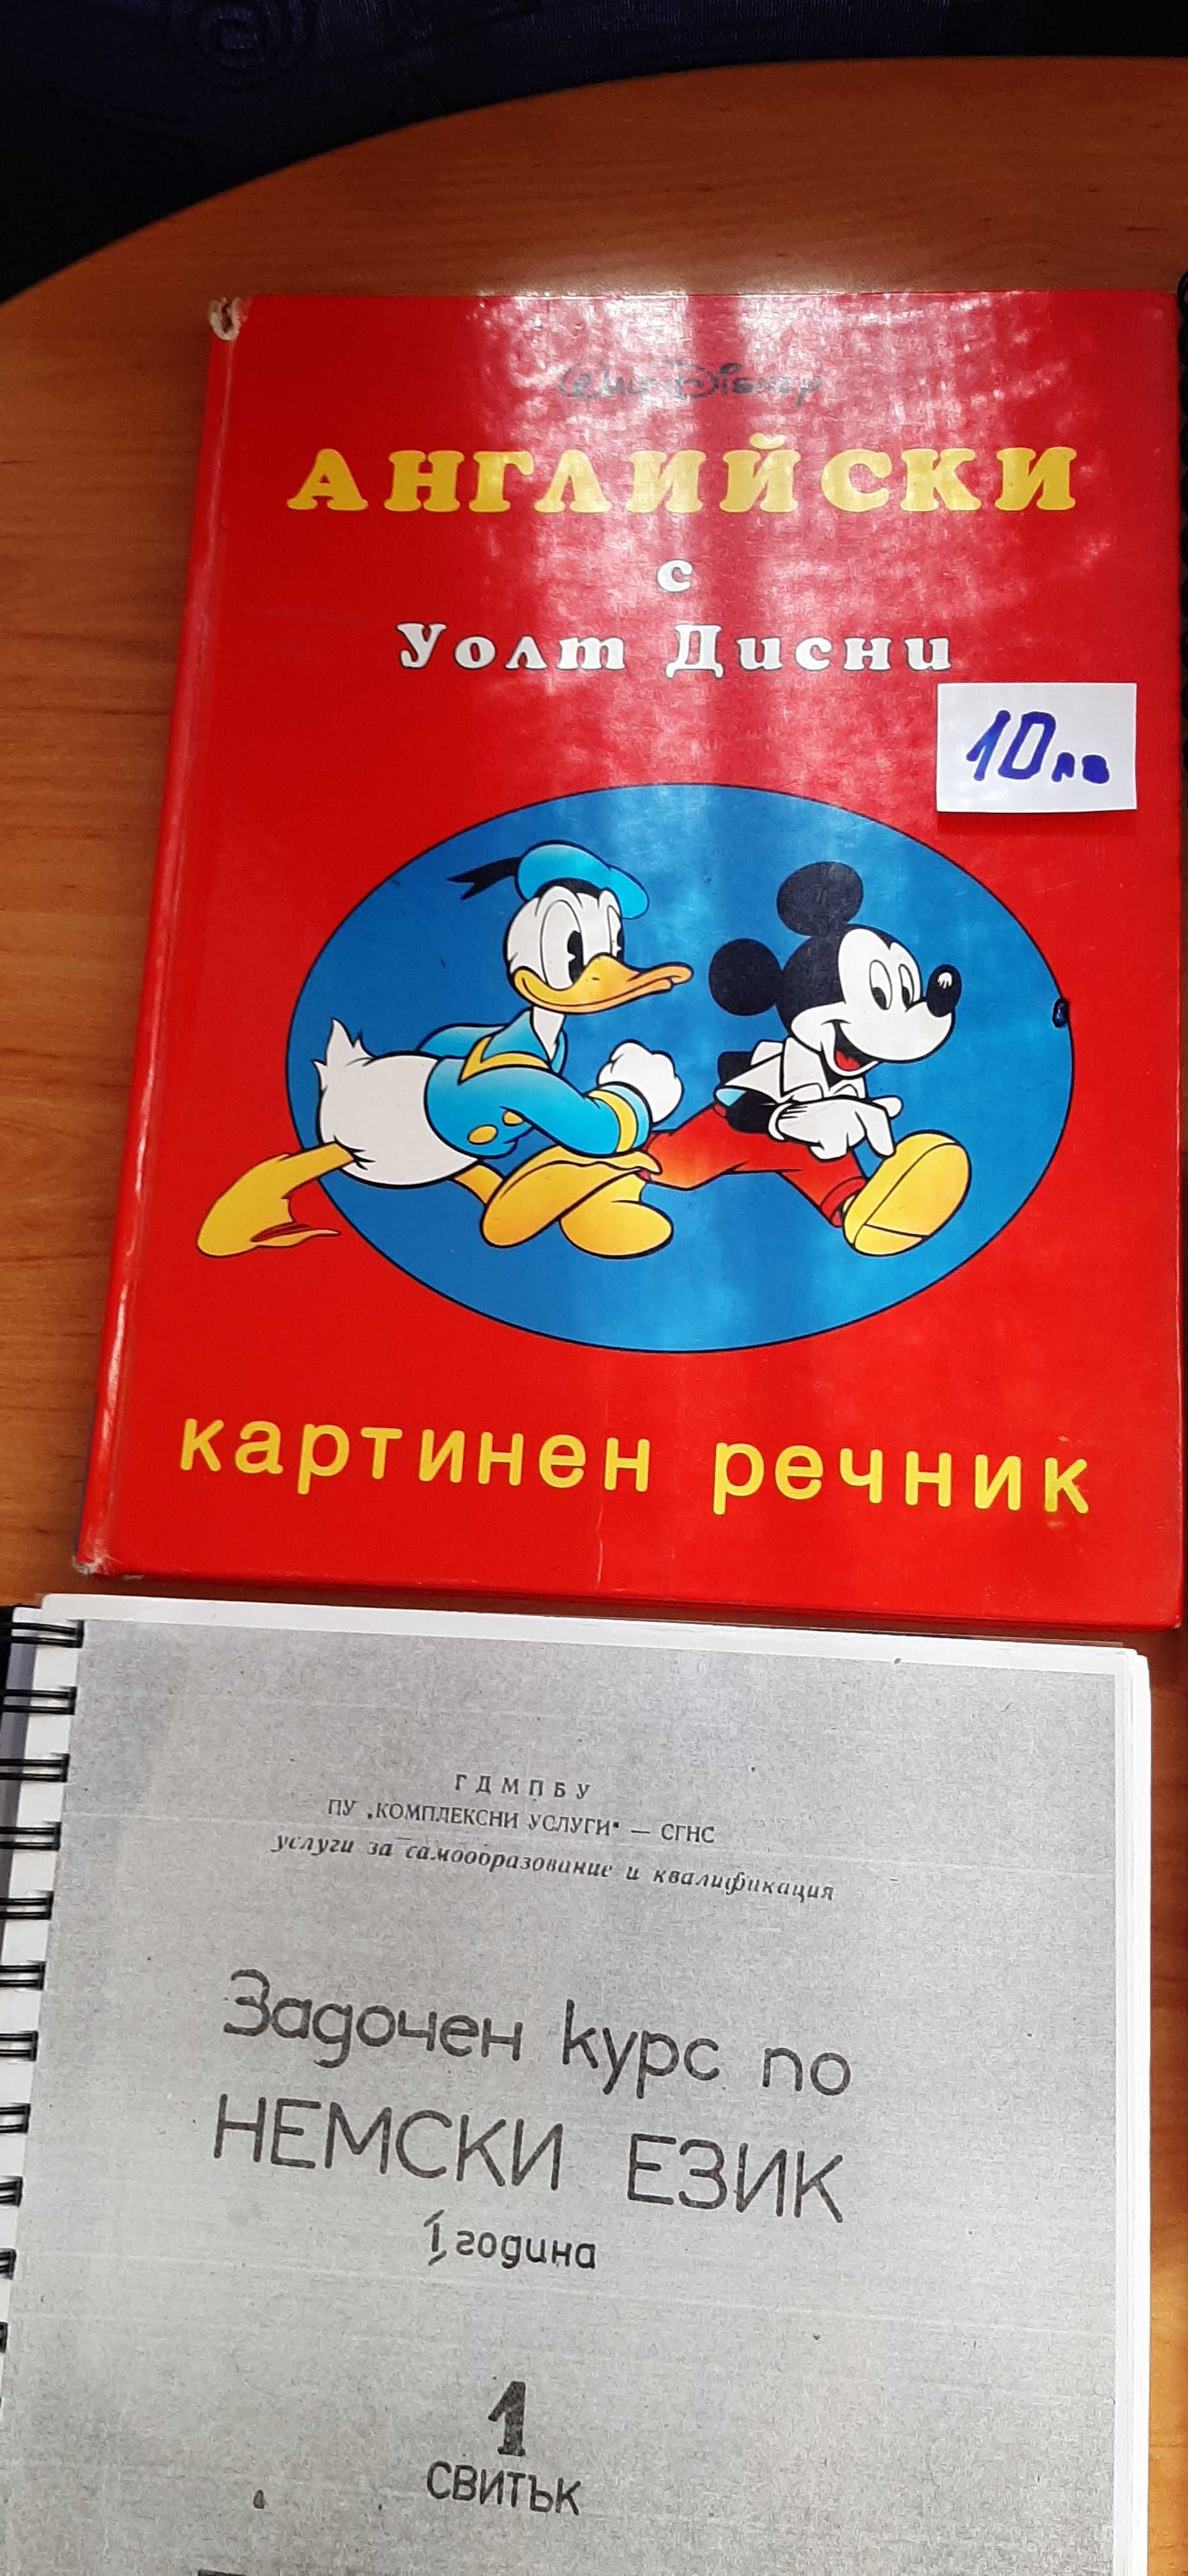 Walt Disney
АНГЛИЙСКИ
с
Уолт Дисни
10лв
картинен речник
ГДМПБУ
ПУ „КОМПЛЕКСНИ УСЛУГИ" — СГНС
услуги за самообразование и квалификация
Задочен курс по
НЕМСКИ ЕЗИК
I година
1
СВИТЪК